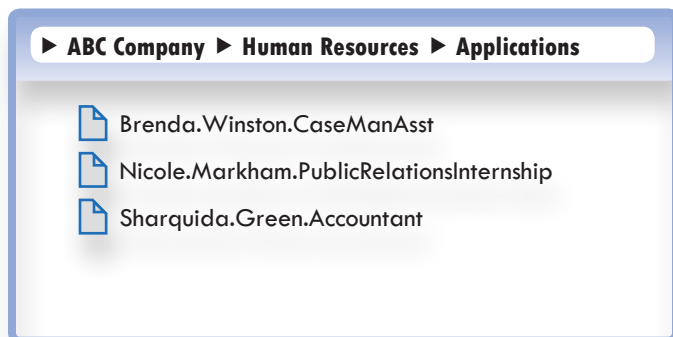 ▶ ABC Company ▶ Human Resources ▶ Applications
Brenda.Winston.CaseManAsst
Nicole.Markham.PublicRelationsInternship
Sharquida.Green.Accountant